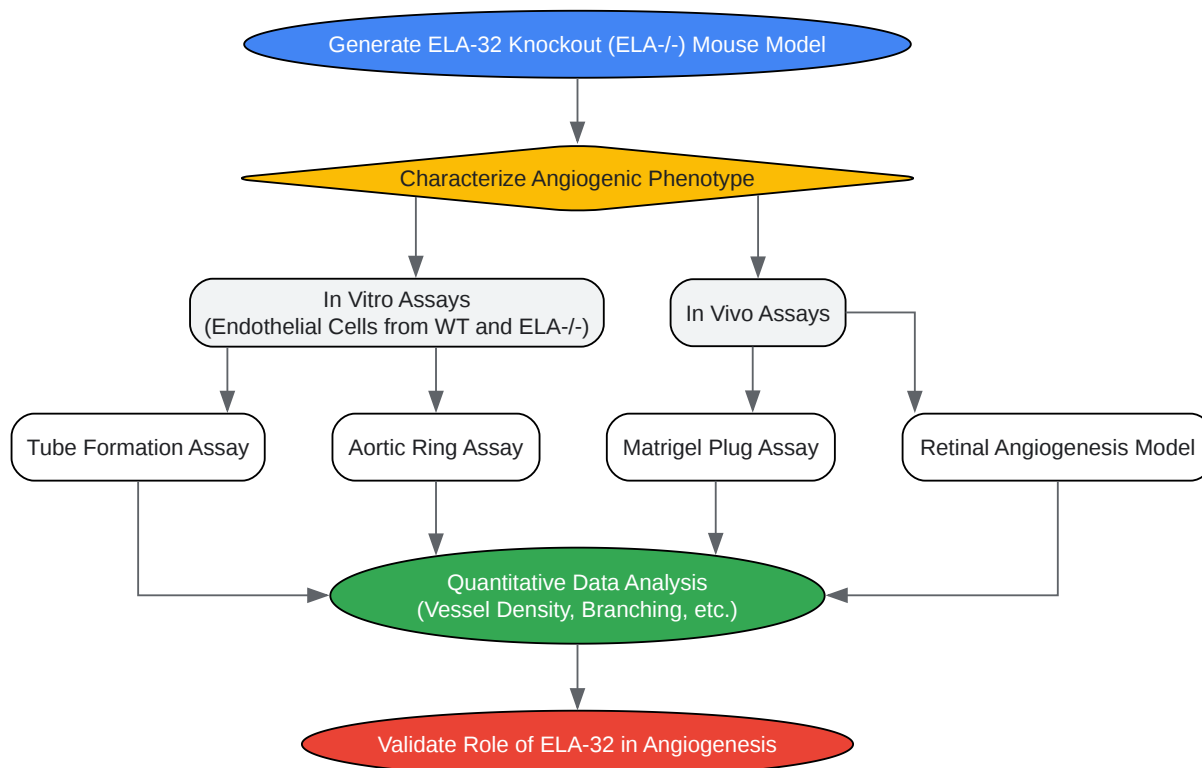 Generate ELA-32 Knockout (ELA-/-) Mouse Model
Characterize Angiogenic Phenotype
In Vitro Assays
(Endothelial Cells from WT and ELA-/-)
In Vivo Assays
Tube Formation Assay
Aortic Ring Assay
Matrigel Plug Assay
Retinal Angiogenesis Model
Quantitative Data Analysis
(Vessel Density, Branching, etc.)
Validate Role of ELA-32 in Angiogenesis